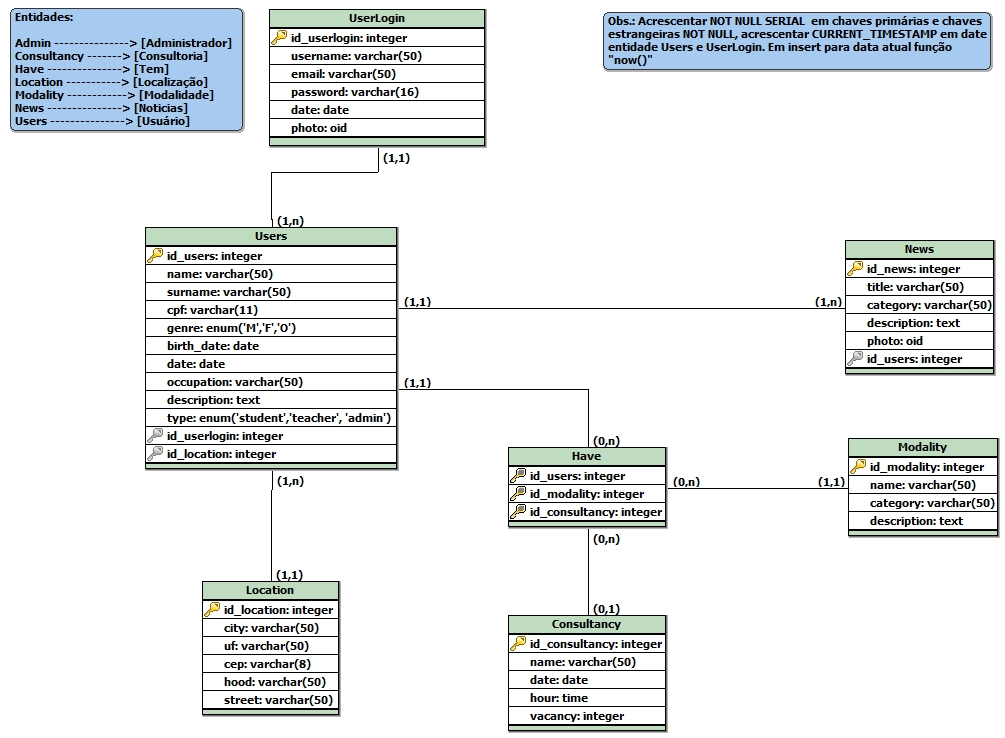 Entidades:
Admin ---------------> [Administrador]
Consultancy -------> [Consultoria]
Have ---------------> [Tem]
Location ------------> [Localização]
Modality ------------> [Modalidade]
News ---------------> [Noticias]
Users ---------------> [Usuário]
UserLogin
id_userlogin: integer
username: varchar(50)
email: varchar(50)
password: varchar(16)
date: date
photo: oid
Obs.: Acrescentar NOT NULL SERIAL em chaves primárias e chaves
estrangeiras NOT NULL, acrescentar CURRENT_TIMESTAMP em date
entidade Users e UserLogin. Em insert para data atual função
"now()"
(1,1)
(1,n)
Users
id_users: integer
name: varchar(50)
surname: varchar(50)
cpf: varchar(11)
genre: enum('M','F','O')
birth_date: date
date: date
occupation: varchar(50)
description: text
type: enum('student','teacher', 'admin')
id_userlogin: integer
id_location: integer
(1,1)
(1,n)
News
id_news: integer
title: varchar(50)
category: varchar(50)
description: text
photo: oid
id_users: integer
(1,1)
(0,n)
Have
id_users: integer
id_modality: integer
id_consultancy: integer
(0,n)
(1,1)
Modality
id_modality: integer
name: varchar(50)
category: varchar(50)
description: text
(1,n)
(1,1)
Location
id_location: integer
city: varchar(50)
uf: varchar(50)
cep: varchar(8)
hood: varchar(50)
street: varchar(50)
(0,n)
(0,1)
Consultancy
id_consultancy: integer
name: varchar(50)
date: date
hour: time
vacancy: integer